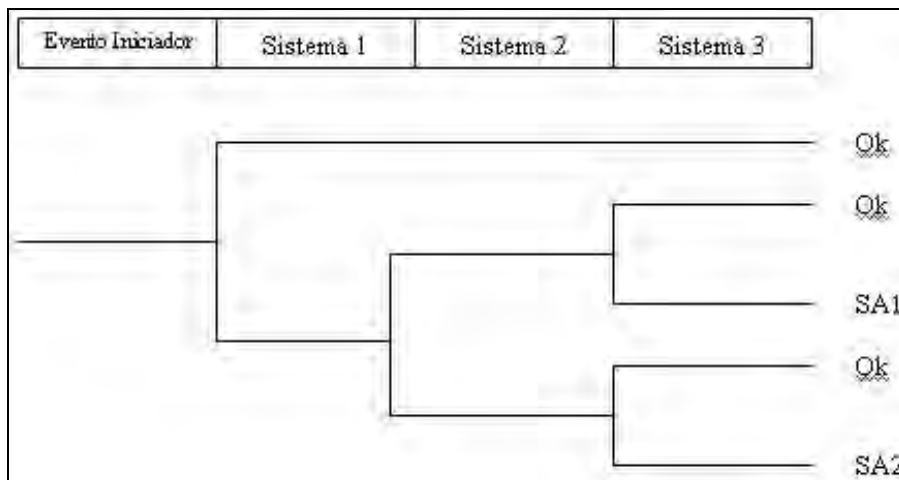 Evento Iniciador Sistema 1 Sistema 2 Sistema 3
Ok
Ok
SA1
Ok
SA2